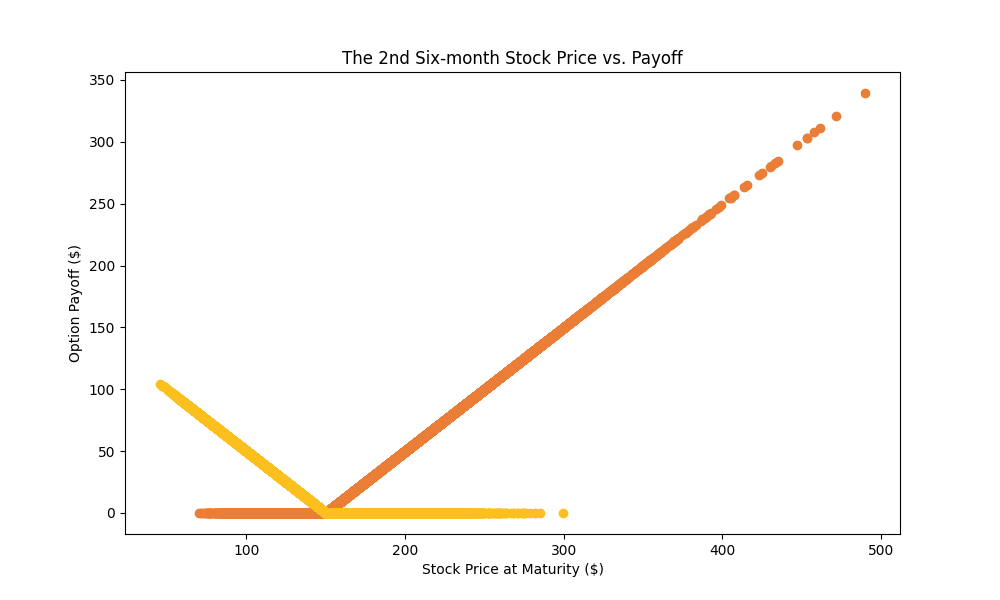 The 2nd Six-month Stock Price vs. Payoff
Option Payoff ($)
350
300
250
200
150
100
50
0
100 200 300 400 500
Stock Price at Maturity ($)